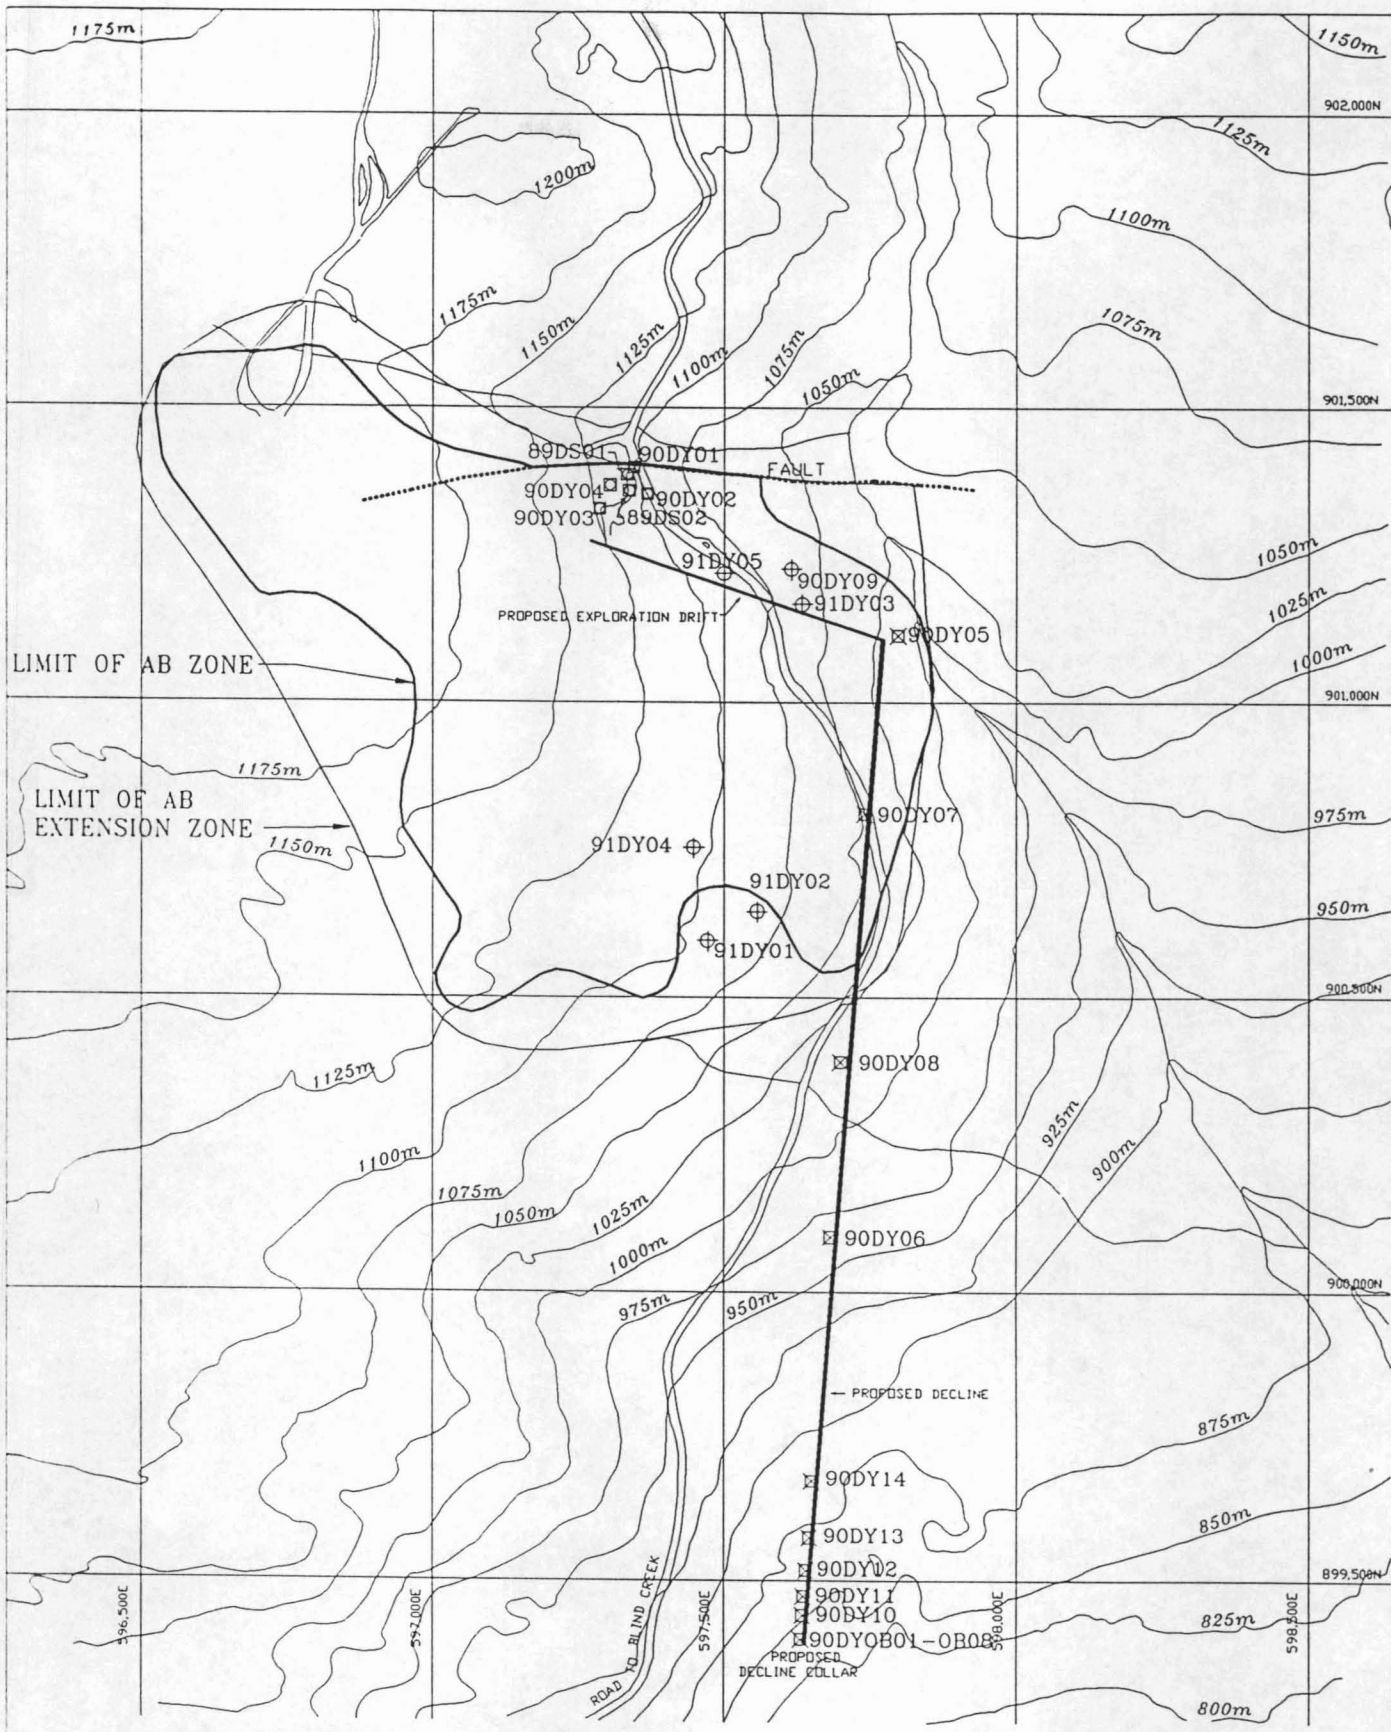 1175m
1150m
902,000N
1125m
1200m
1100m
1175m
1150m
1125m
1100m
1075m
1075m
1050m
901,500N
89DS01
90DY01
FAULT
90DY04
90DY02
90DY03
89DS02
1050m
91DY05
90DY09
91DY03
1025m
PROPOSED EXPLORATION DRIFT
90DY05
1000m
LIMIT OF AB ZONE
901,000N
1175m
LIMIT OF AB
EXTENSION ZONE
1150m
90DY07
975m
91DY04
91DY02
950m
91DY01
900,500N
90DY08
1125m
925m
900m
1100m
1075m
1050m
1025m
1000m
90DY06
900,000N
975m
950m
PROPOSED DECLINE
875m
90DY14
850m
90DY13
90DY12
899,500N
90DY11
90DY10
825m
90DYOB01-OB08
596,500E
597,000E
597,500E
598,000E
598,500E
ROAD TO BLIND CREEK
PROPOSED
DECLINE COLLAR
800m